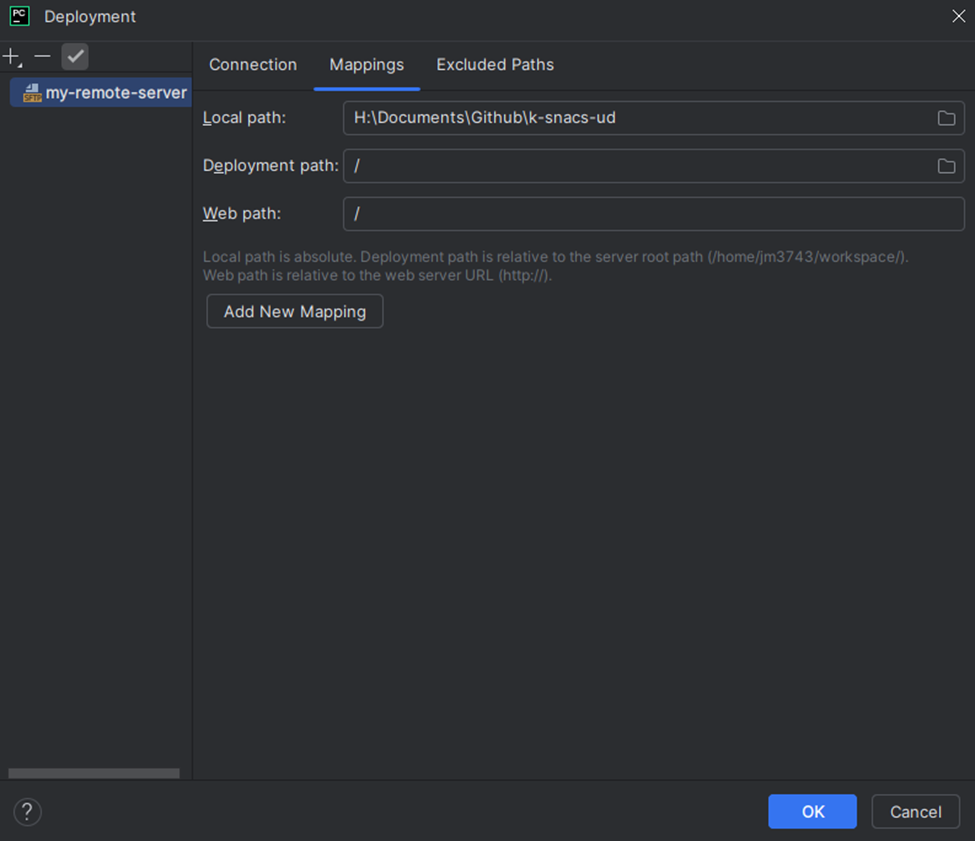 PC Deployment
my-remote-server
SFTP
Connection Mappings Excluded Paths
Local path: H:\Documents\Github\k-snacs-ud
Deployment path: /
Web path: /
Local path is absolute. Deployment path is relative to the server root path (/home/jm3743/workspace/).
Web path is relative to the web server URL (http://).
Add New Mapping
?
OK Cancel